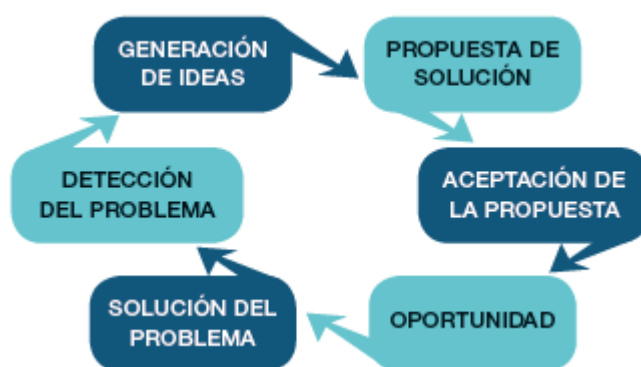 GENERACIÓN
DE IDEAS
PROPUESTA DE
SOLUCIÓN
ACEPTACIÓN DE
LA PROPUESTA
OPORTUNIDAD
SOLUCIÓN DEL
PROBLEMA
DETECCIÓN
DEL PROBLEMA